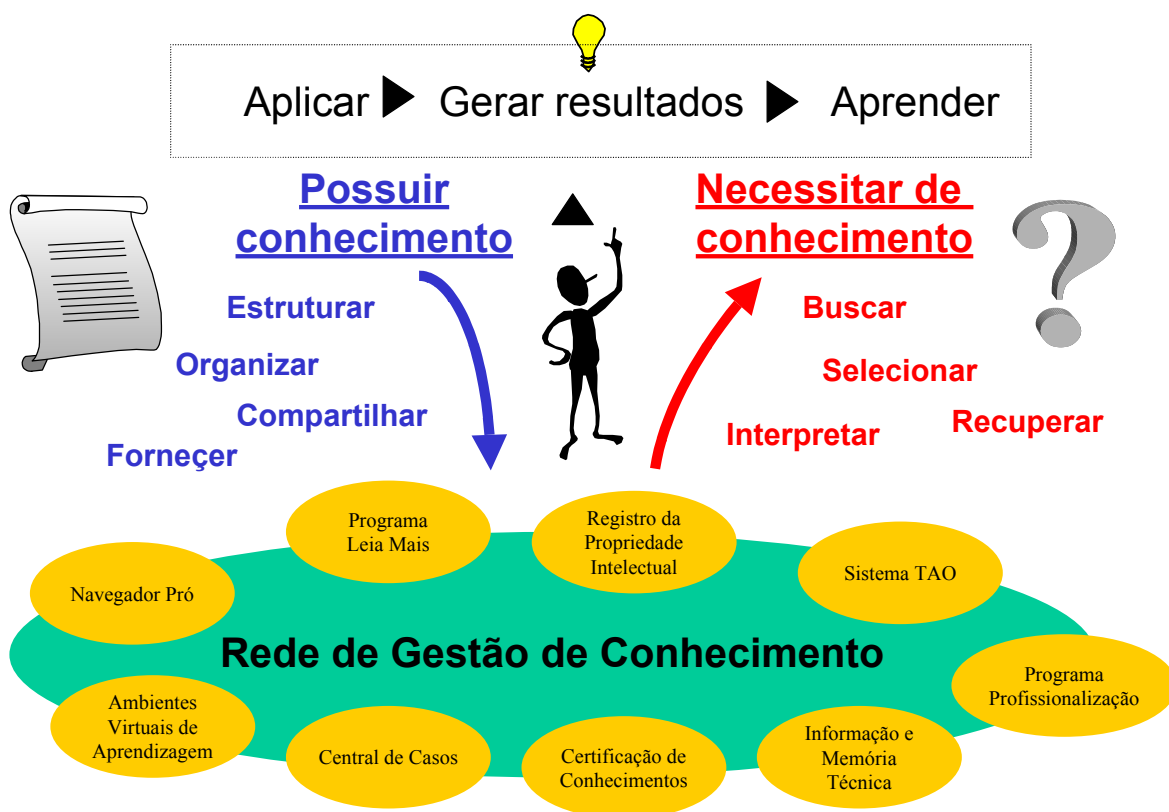 Aplicar Gerar resultados Aprender
Possuir
conhecimento
Estruturar
Organizar
Compartilhar
Forneçer
Necessitar de
conhecimento
Buscar
Selecionar
Recuperar
Interpretar
Programa
Leia Mais
Registro da
Propriedade
Intelectual
Sistema TAO
Navegador Pró
Rede de Gestão de Conhecimento
Programa
Profissionalização
Ambientes
Virtuais de
Aprendizagem
Central de Casos
Certificação de
Conhecimentos
Informação e
Memória
Técnica